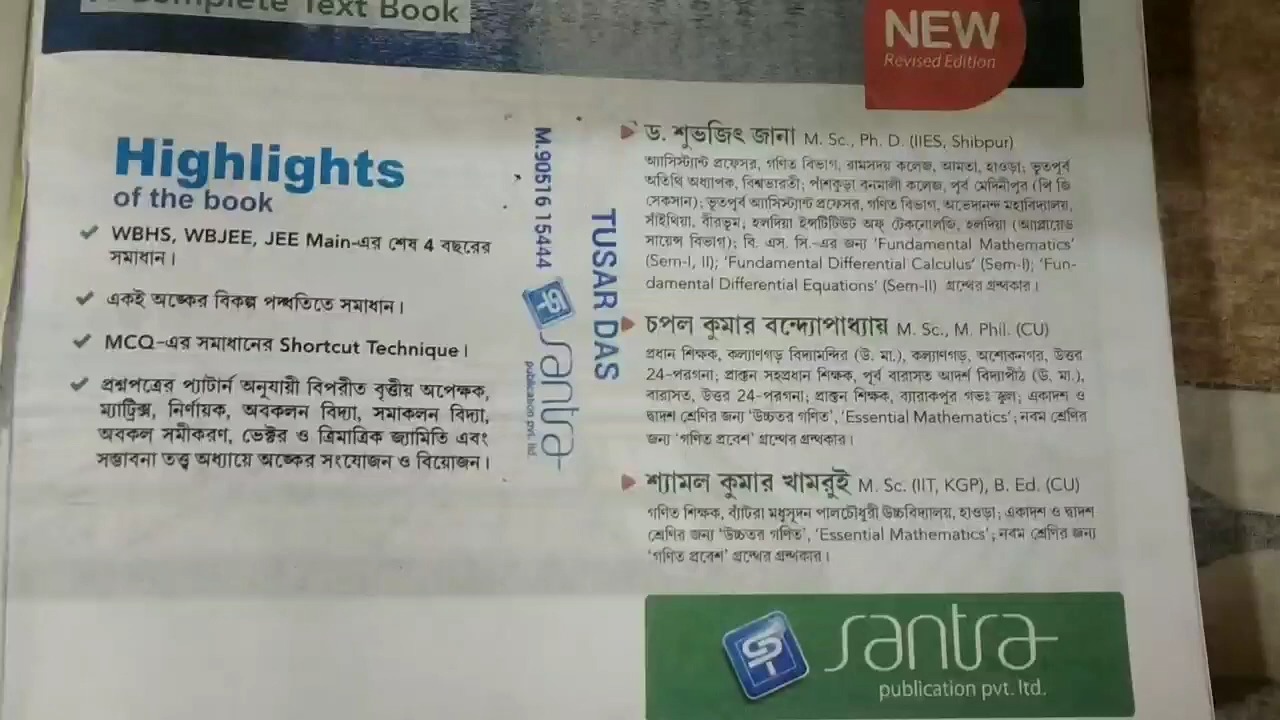 Complete Text Book
NEW
Revised Edition
Highlights
of the book
WBHS, WBJEE, JEE Main-এর শেষ 4 বছরের
সমাধান।
একই অঙ্কের বিকল্প পদ্ধতিতে সমাধান।
MCQ-এর সমাধানের Shortcut Technique।
প্রশ্নপত্রের প্যাটার্ন অনুযায়ী বিপরীত বৃত্তীয় অপেক্ষক,
ম্যাট্রিক্স, নির্ণায়ক, অবকলন বিদ্যা, সমাকলন বিদ্যা,
অবকল সমীকরণ, ভেক্টর ও ত্রিমাত্রিক জ্যামিতি এবং
সম্ভাবনা তত্ত্ব অধ্যায়ে অঙ্কের সংযোজন ও বিয়োজন।
M.90516 15444
TUSAR DAS
santra
publication pvt. ltd.
ড. শুভজিৎ জানা M. Sc., Ph. D. (IIES, Shibpur)
অ্যাসিস্ট্যান্ট প্রফেসর, গণিত বিভাগ, রামসদয় কলেজ, আমতা, হাওড়া; ভূতপূর্ব
অতিথি অধ্যাপক, বিশ্বভারতী; পাঁশকুড়া বনমালী কলেজ, পূর্ব মেদিনীপুর (পি জি
সেকসান); ভূতপূর্ব অ্যাসিস্ট্যান্ট প্রফেসর, গণিত বিভাগ, অভেদানন্দ মহাবিদ্যালয়,
সাঁইথিয়া, বীরভূম; হলদিয়া ইন্সটিটিউট অফ্ টেকনোলজি, হলদিয়া (অ্যাপ্লায়েড
সায়েন্স বিভাগ); বি. এস. সি.-এর জন্য 'Fundamental Mathematics'
(Sem-I, II); 'Fundamental Differential Calculus' (Sem-I); 'Fun-
damental Differential Equations' (Sem-II) গ্রন্থের গ্রন্থকার।
চপল কুমার বন্দ্যোপাধ্যায় M. Sc., M. Phil. (CU)
প্রধান শিক্ষক, কল্যাণগড় বিদ্যামন্দির (উ. মা.), কল্যাণগড়, অশোকনগর, উত্তর
24-পরগনা; প্রাক্তন সহপ্রধান শিক্ষক, পূর্ব বারাসত আদর্শ বিদ্যাপীঠ (উ. মা.),
বারাসত, উত্তর 24-পরগনা; প্রাক্তন শিক্ষক, ব্যারাকপুর গভঃ স্কুল; একাদশ ও
দ্বাদশ শ্রেণির জন্য 'উচ্চতর গণিত', 'Essential Mathematics'; নবম শ্রেণির
জন্য 'গণিত প্রবেশ' গ্রন্থের গ্রন্থকার।
শ্যামল কুমার খামরুই M. Sc. (IIT, KGP), B. Ed. (CU)
গণিত শিক্ষক, ব্যাঁটরা মধুসূদন পালচৌধুরী উচ্চবিদ্যালয়, হাওড়া; একাদশ ও দ্বাদশ
শ্রেণির জন্য 'উচ্চতর গণিত', 'Essential Mathematics'; নবম শ্রেণির জন্য
'গণিত প্রবেশ' গ্রন্থের গ্রন্থকার।
santra
publication pvt. ltd.